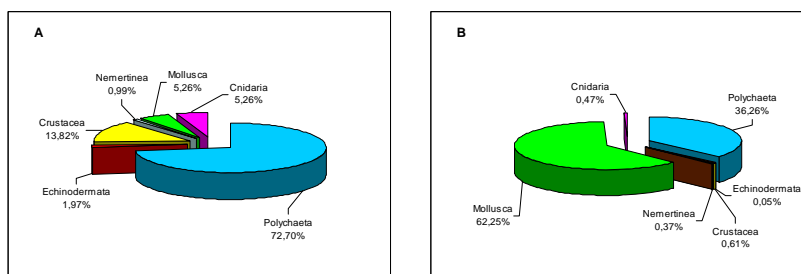 A
Nemertinea
0,99%
Mollusca
5,26%
Cnidaria
5,26%
Crustacea
13,82%
Echinodermata
1,97%
Polychaeta
72,70%
B
Cnidaria
0,47%
Polychaeta
36,26%
Mollusca
62,25%
Nemertinea
0,37%
Echinodermata
0,05%
Crustacea
0,61%